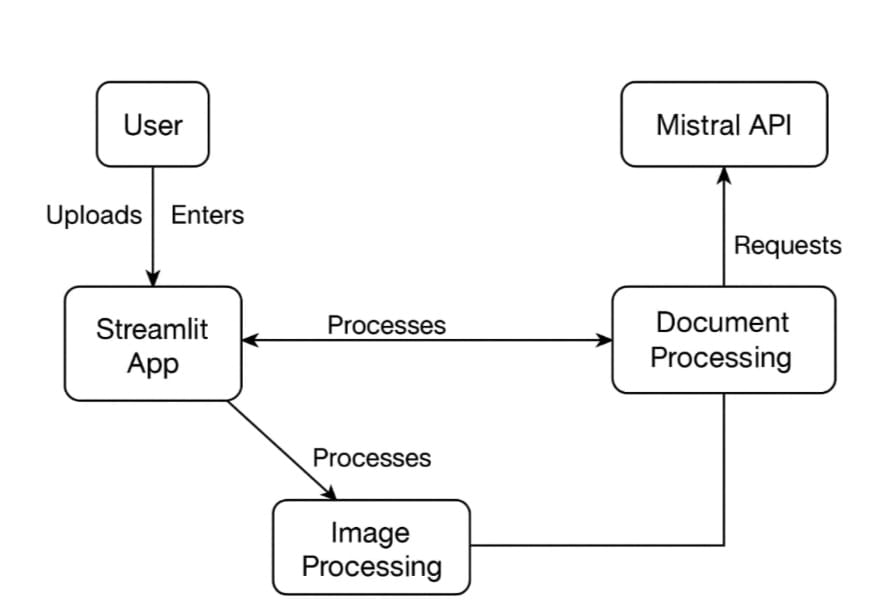 User
Mistral API
Uploads
Enters
Requests
Streamlit
App
Processes
Document
Processing
Processes
Image
Processing